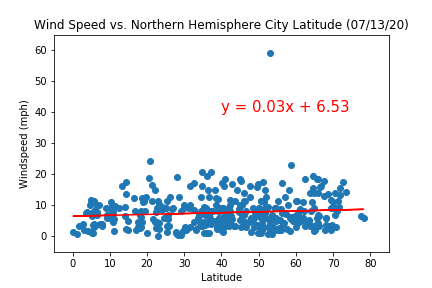 Wind Speed vs. Northern Hemisphere City Latitude (07/13/20)
60
50
40
30
20
10
0
Windspeed (mph)
y = 0.03x + 6.53
0 10 20 30 40 50 60 70 80
Latitude